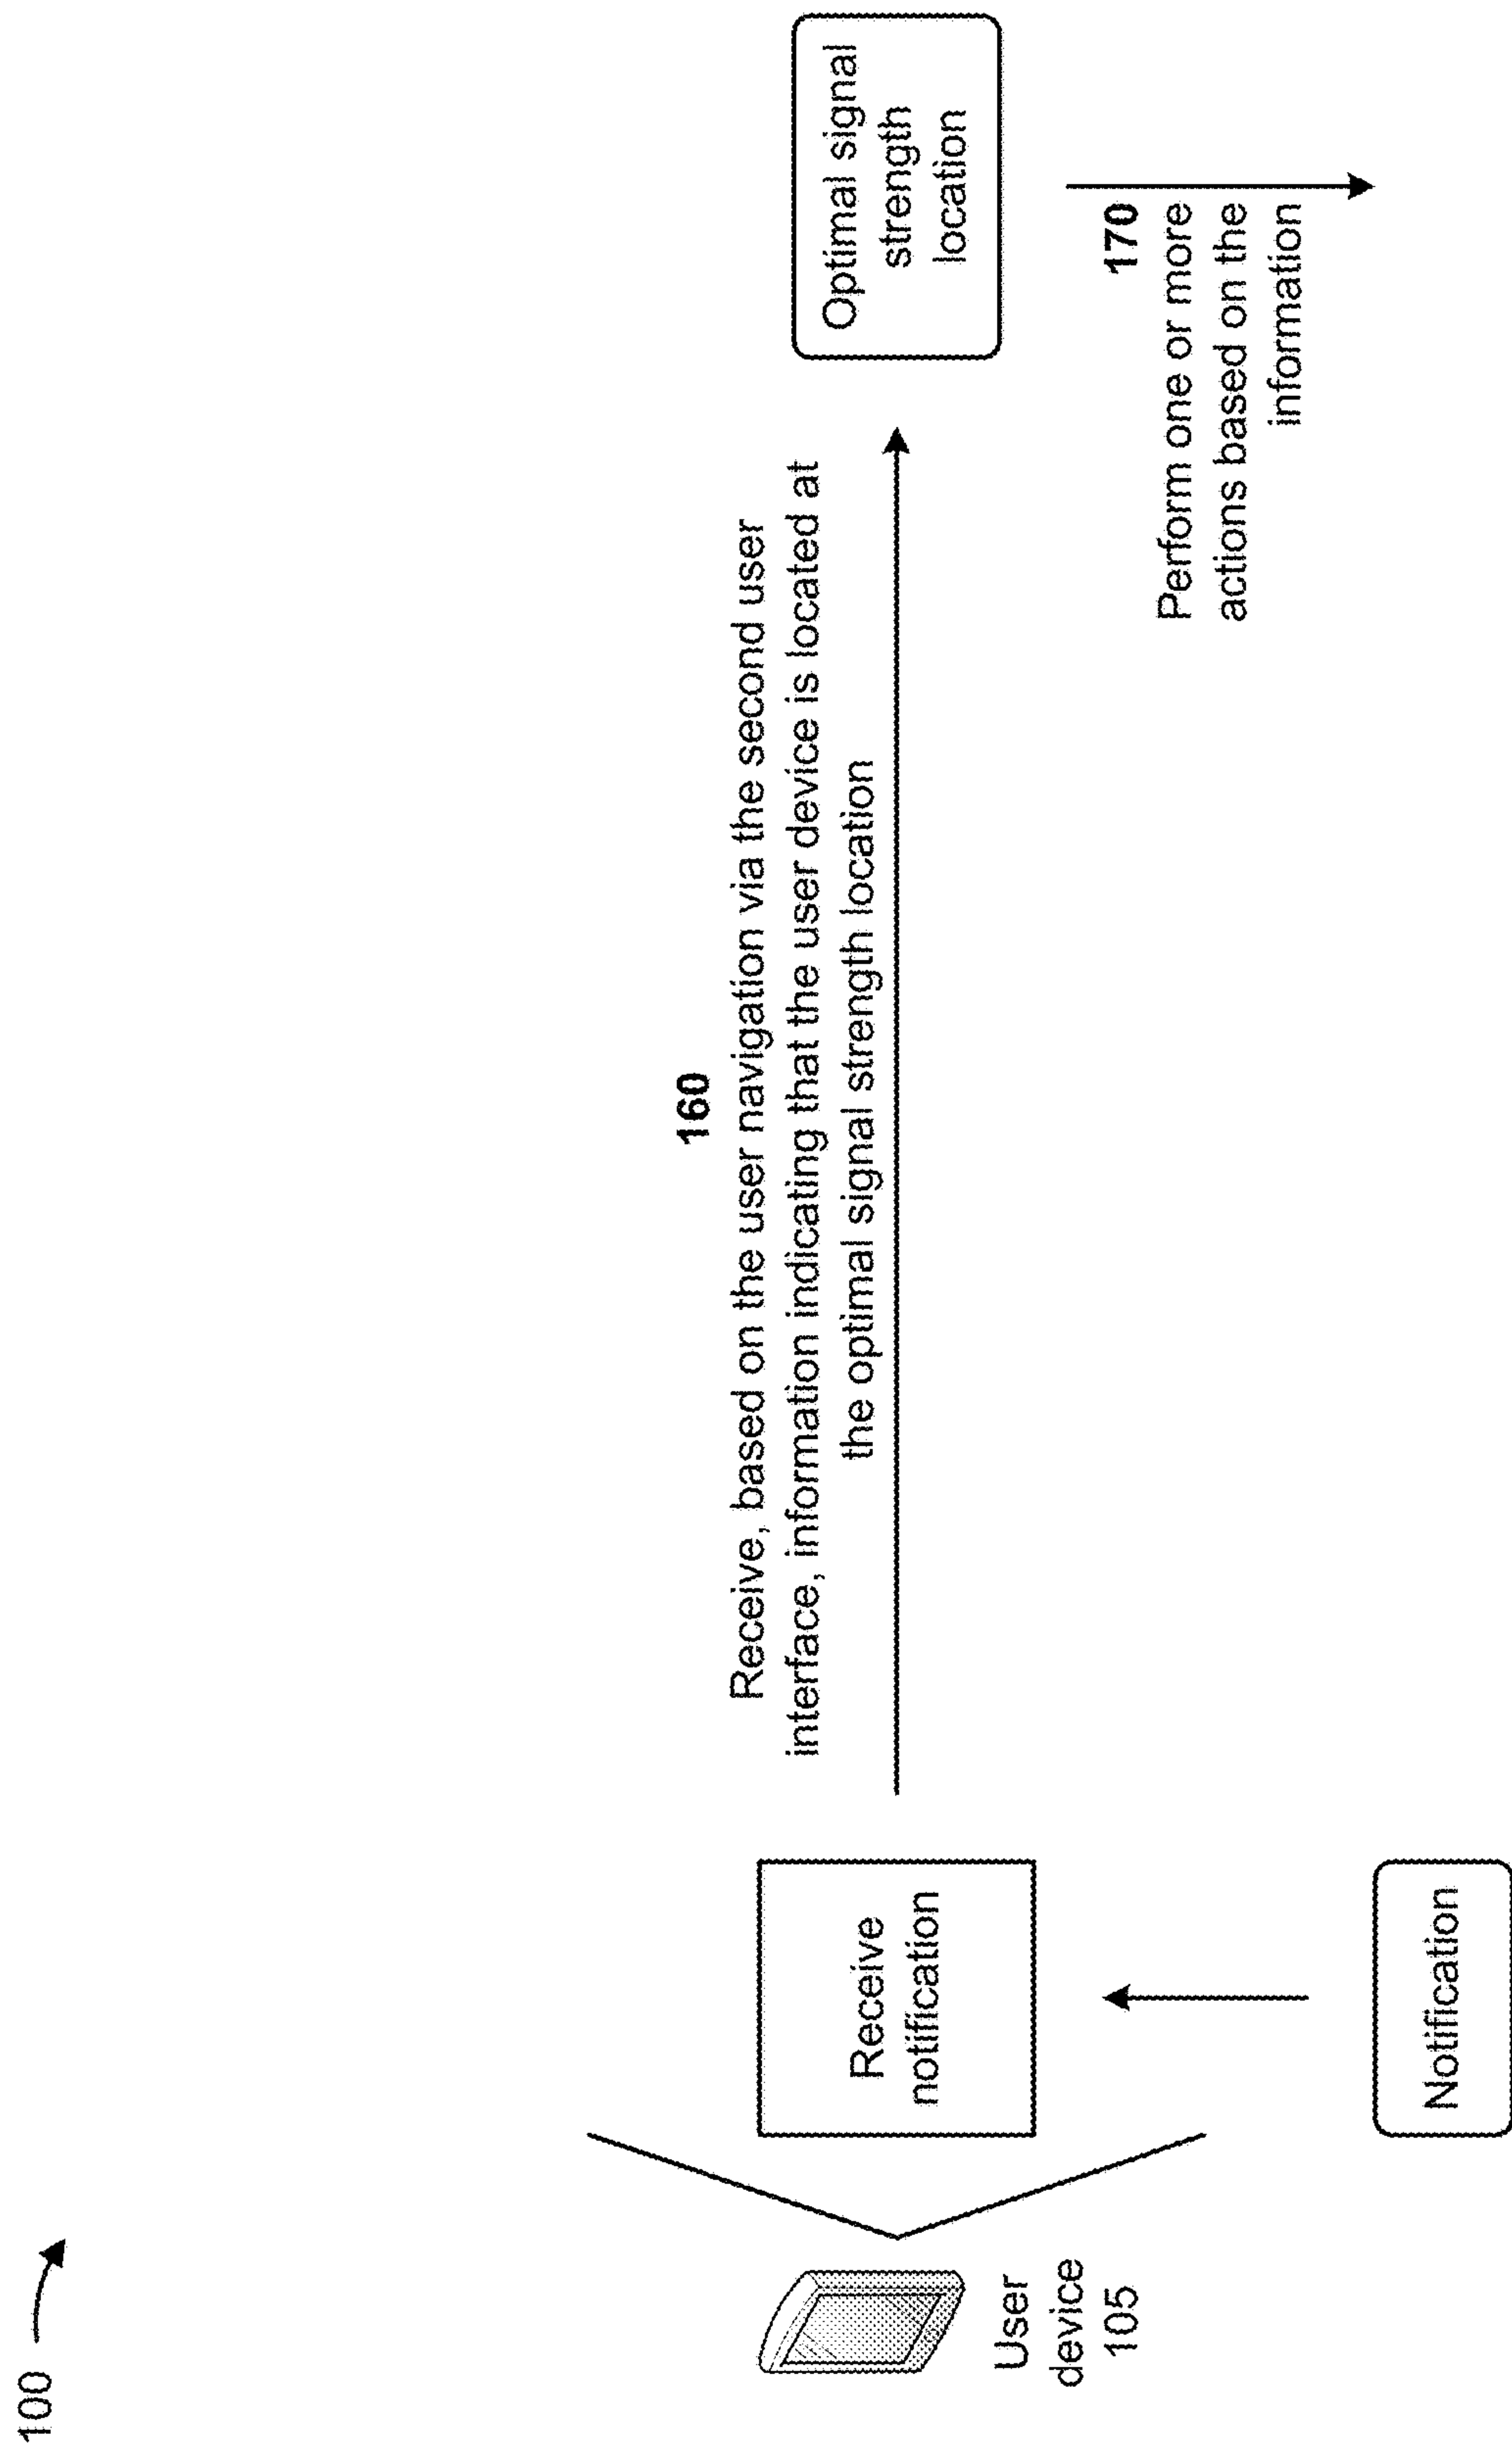 100
User
device
105
Receive
notification
Notification
160
Receive, based on the user navigation via the second user
interface, information indicating that the user device is located at
the optimal signal strength location
Optimal signal
strength
location
170
Perform one or more
actions based on the
information